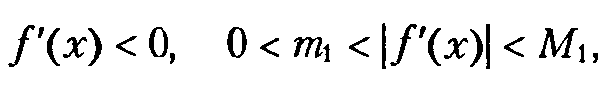 f'(x) < 0, 0 < m₁ < |f'(x)| < M₁,